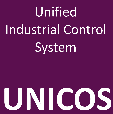 Unified
Industrial Control
System
UNICOS